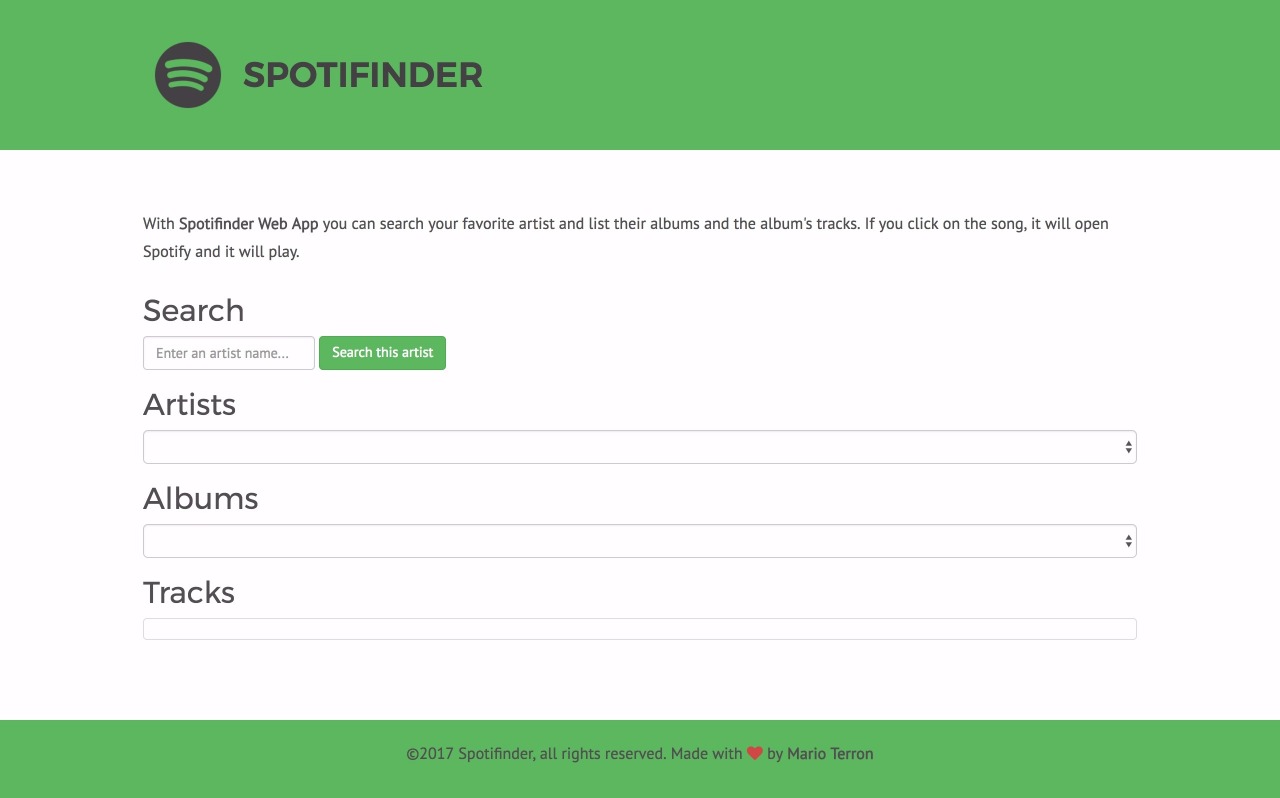 SPOTIFINDER
With Spotifinder Web App you can search your favorite artist and list their albums and the album's tracks. If you click on the song, it will open
Spotify and it will play.
Search
Enter an artist name...
Search this artist
Artists
Albums
Tracks
©2017 Spotifinder, all rights reserved. Made with ❤ by Mario Terron